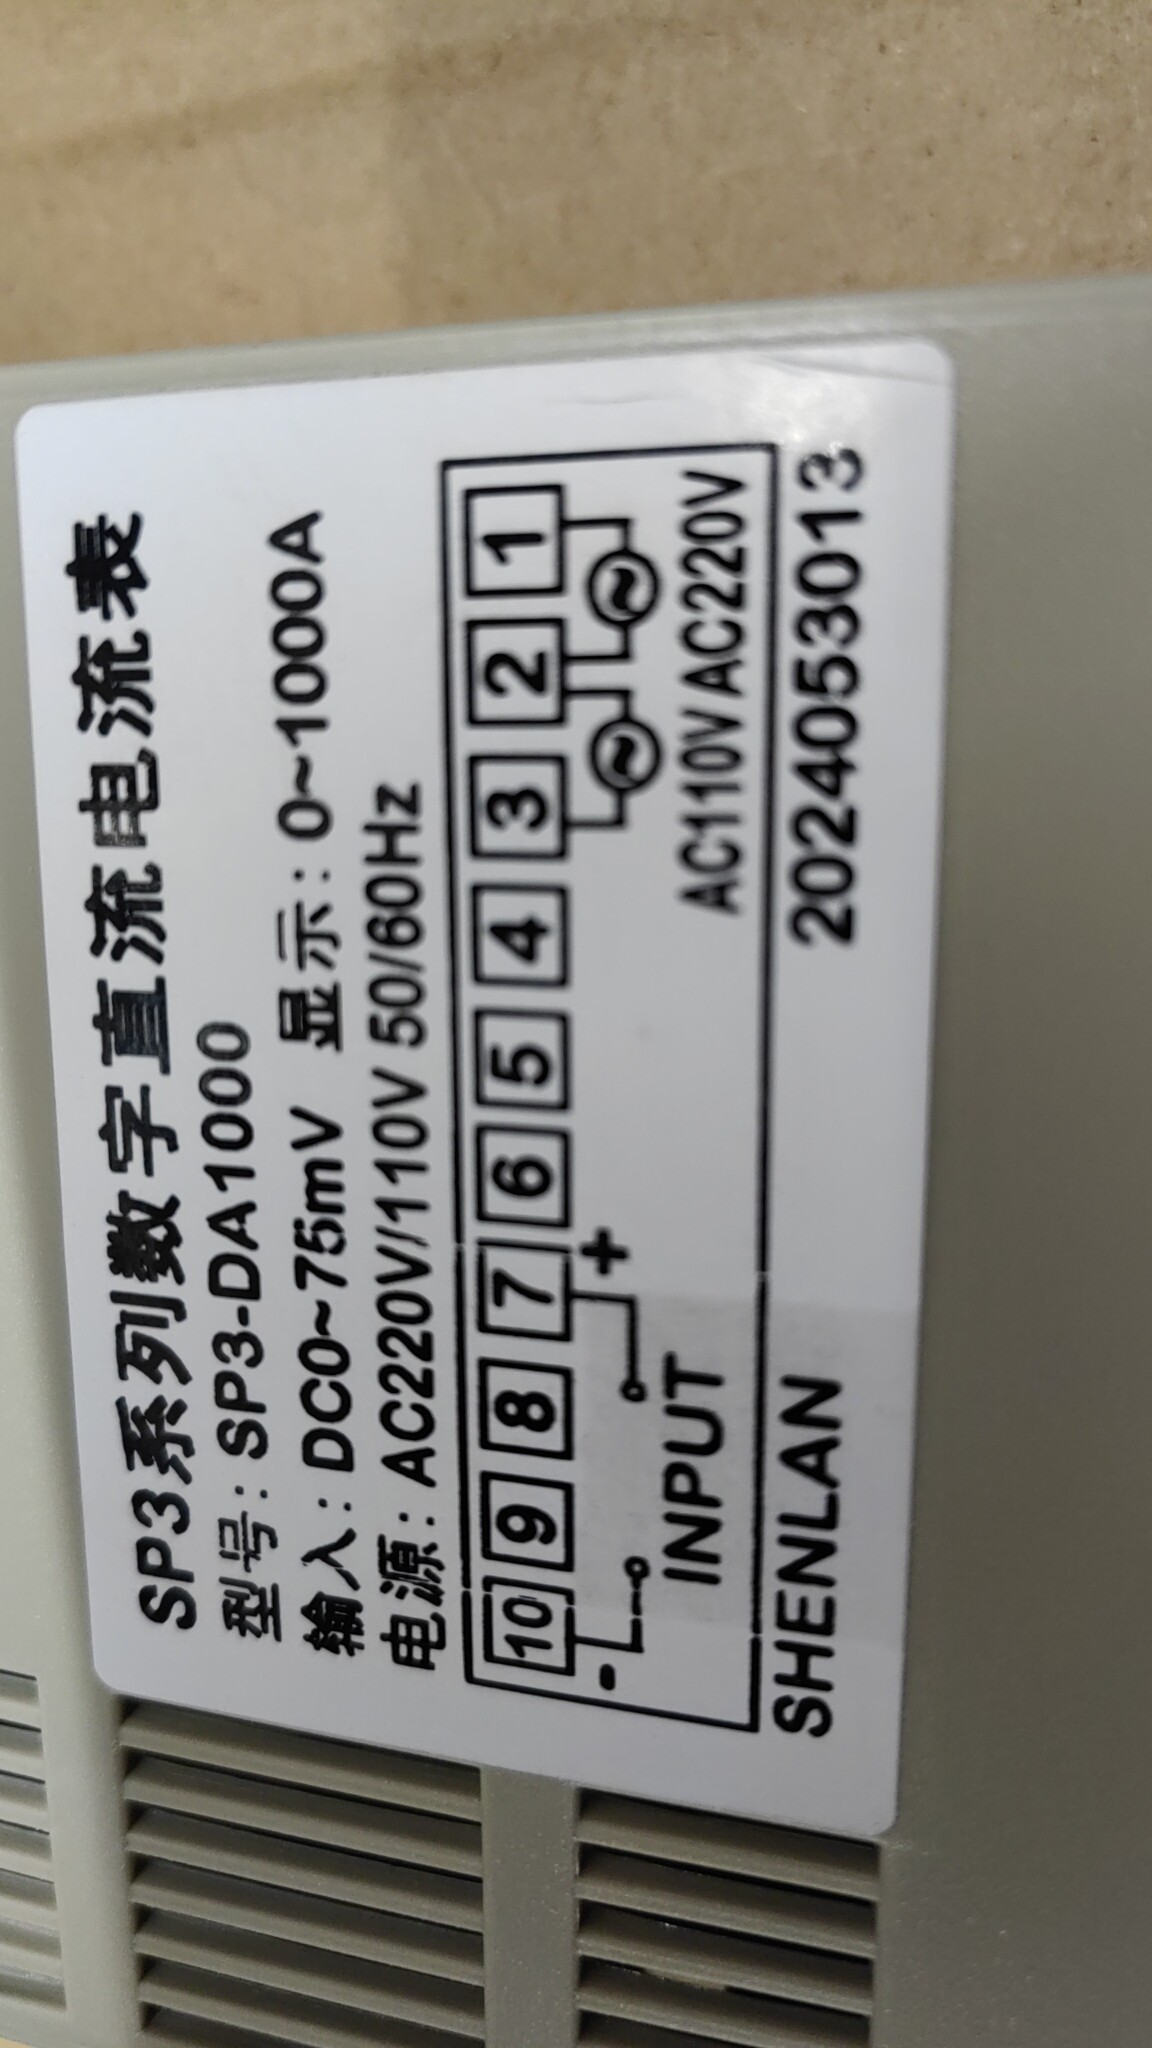 SP3系列数字直流电流表
型号: SP3-DA1000
输入: DC0~75mV 显示: 0~1000A
电源: AC220V/110V 50/60Hz
10 9 8 7 6 5 4 3 2 1
- +
INPUT AC110V AC220V
SHENLAN 2024053013